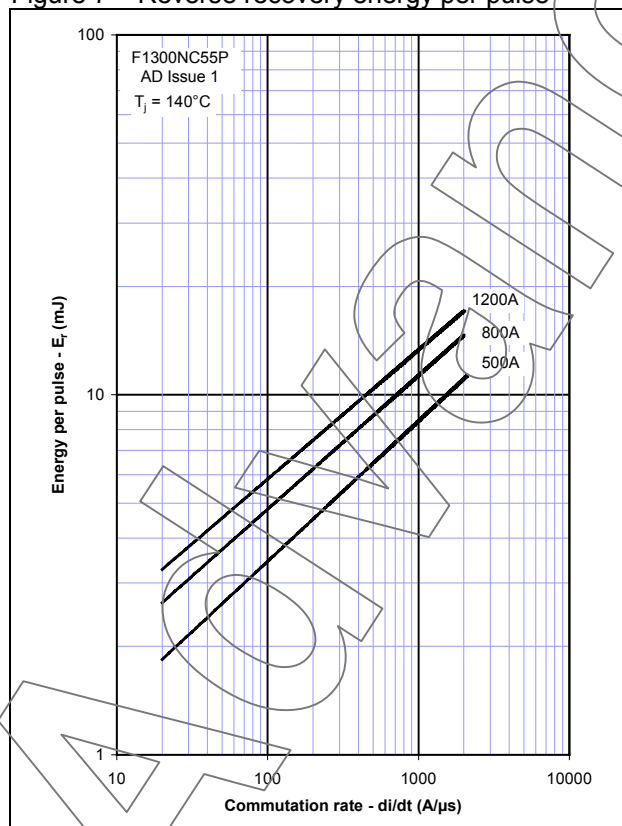 Figure 7 – Reverse recovery energy per pulse
100
F1300NC55P
AD Issue 1
Tj = 140°C
1200A
800A
500A
10
1
Energy per pulse - Er (mJ)
10
100
1000
10000
Commutation rate - di/dt (A/µs)